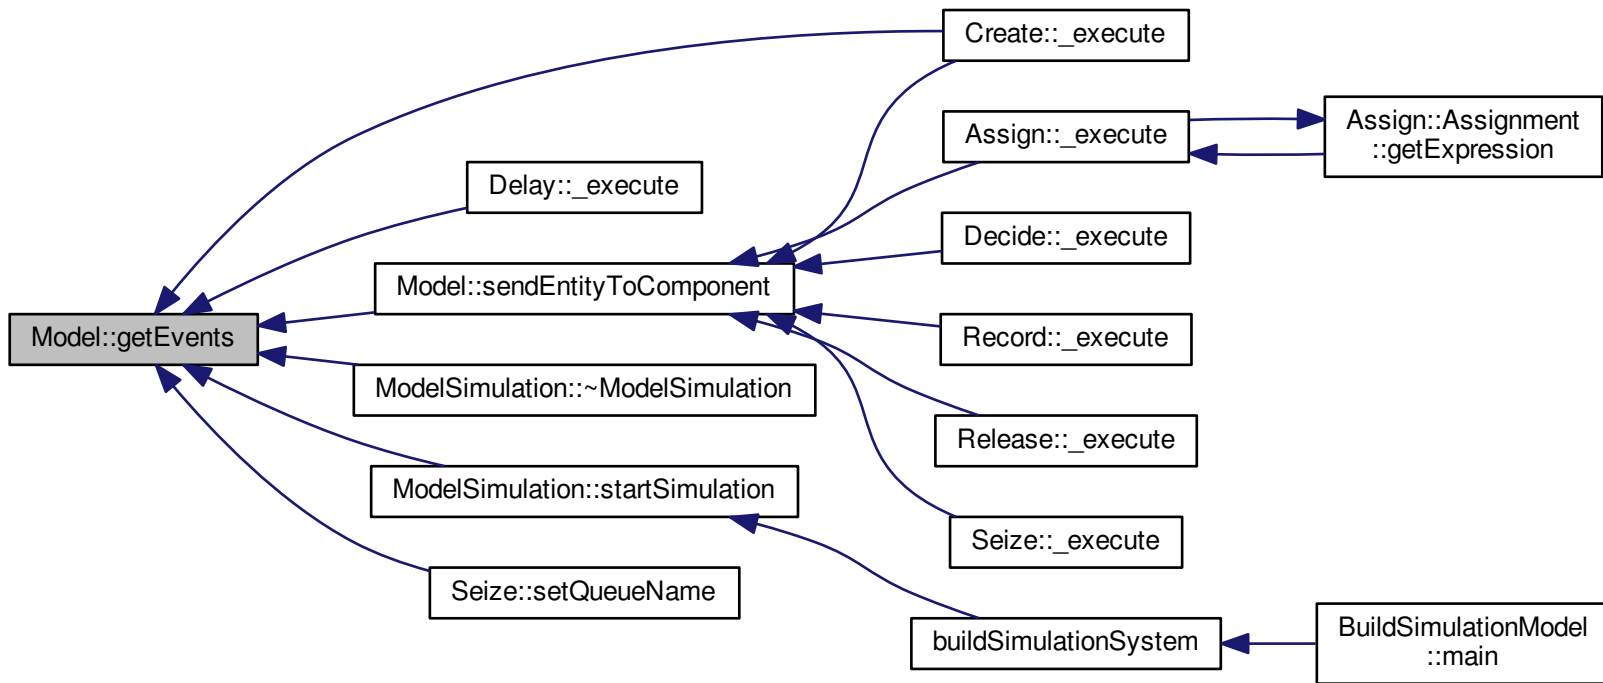 Create::_execute
Assign::_execute
Assign::Assignment
::getExpression
Delay::_execute
Decide::_execute
Model::sendEntityToComponent
Model::getEvents
Record::_execute
ModelSimulation::~ModelSimulation
Release::_execute
ModelSimulation::startSimulation
Seize::_execute
Seize::setQueueName
buildSimulationSystem
BuildSimulationModel
::main